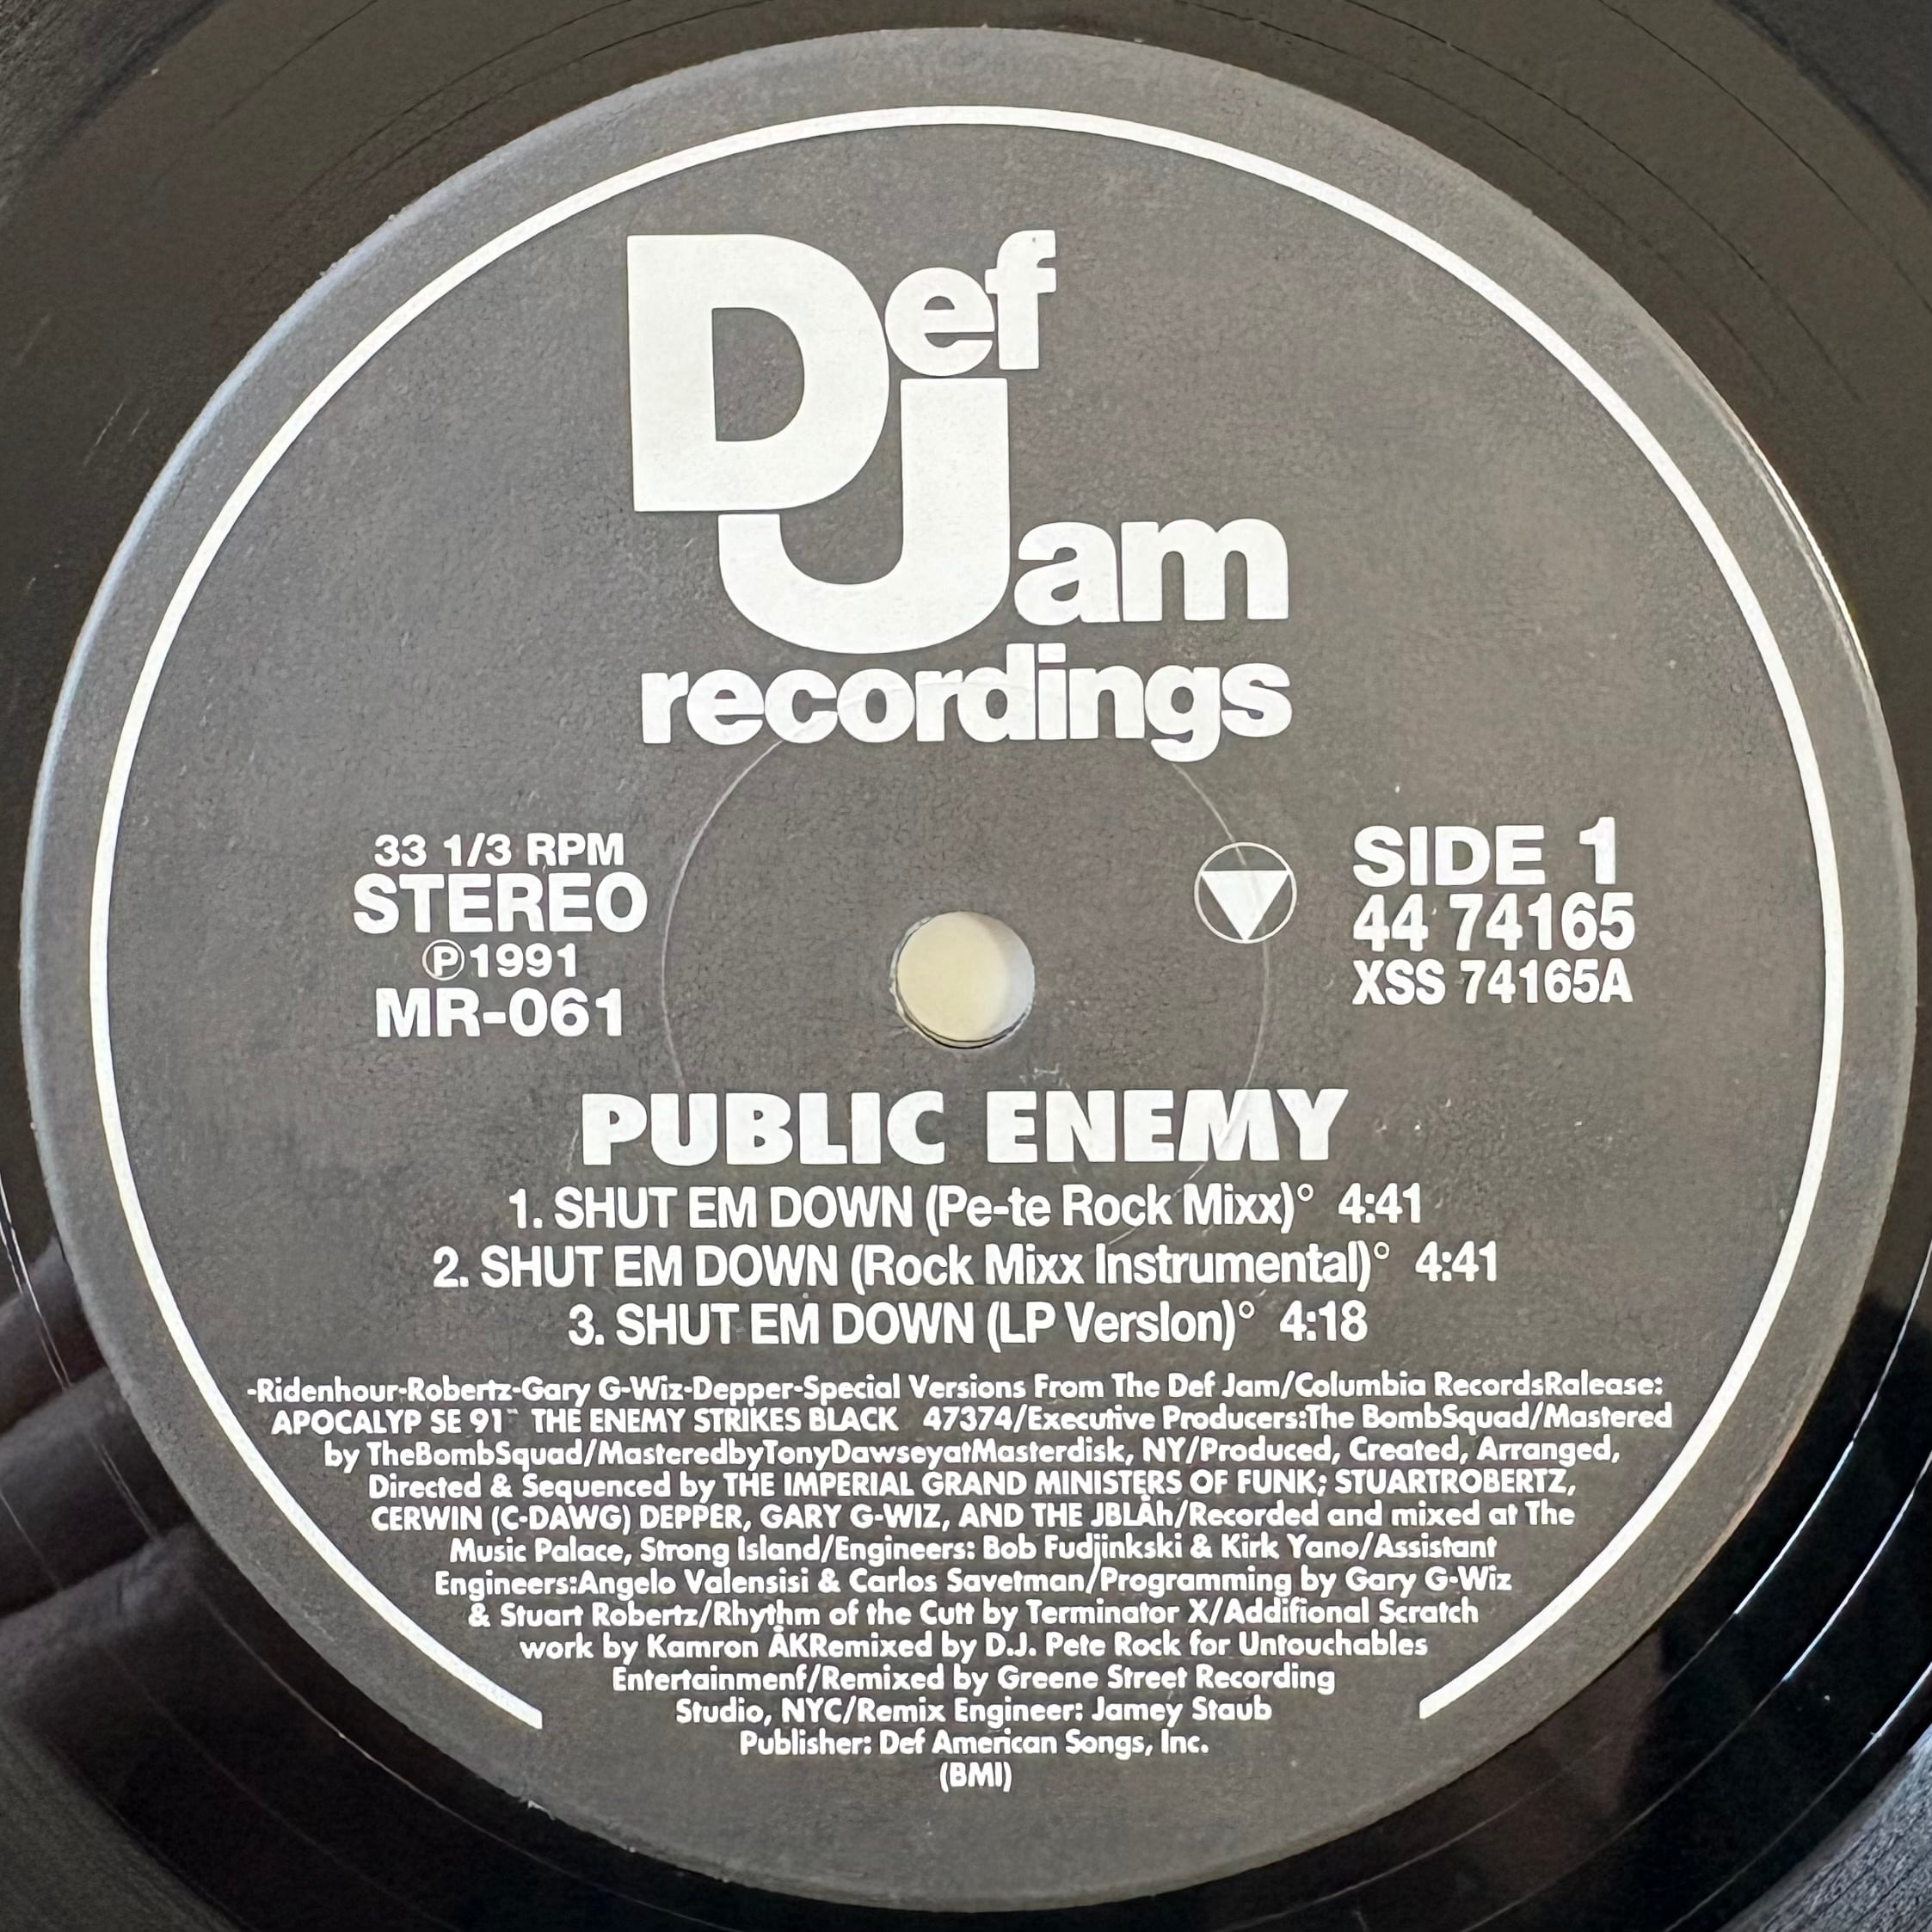 Def
Jam
recordings
33 1/3 RPM
STEREO
℗1991
MR-061
SIDE 1
44 74165
XSS 74165A
PUBLIC ENEMY
1. SHUT EM DOWN (Pe-te Rock Mixx)° 4:41
2. SHUT EM DOWN (Rock Mixx Instrumental)° 4:41
3. SHUT EM DOWN (LP Verslon)° 4:18
-Ridenhour-Robertz-Gary G-Wiz-Depper-Special Versions From The Def Jam/Columbia RecordsRalease:
APOCALYP SE 91¨ THE ENEMY STRIKES BLACK 47374/Executive Producers:The BombSquad/Mastered
by TheBombSquad/MasteredbyTonyDawseyatMasterdisk, NY/Produced, Created, Arranged,
Directed & Sequenced by THE IMPERIAL GRAND MINISTERS OF FUNK; STUARTROBERTZ,
CERWIN (C-DAWG) DEPPER, GARY G-WIZ, AND THE JBLÅh/Recorded and mixed at The
Music Palace, Strong Island/Engineers: Bob Fudjinkski & Kirk Yano/Assistant
Engineers:Angelo Valensisi & Carlos Savetman/Programming by Gary G-Wiz
& Stuart Robertz/Rhythm of the Cutt by Terminator X/Addifional Scratch
work by Kamron ÅKRemixed by D.J. Pete Rock for Untouchables
Entertainmenf/Remixed by Greene Street Recording
Studio, NYC/Remix Engineer: Jamey Staub
Publisher: Def American Songs, Inc.
(BMI)